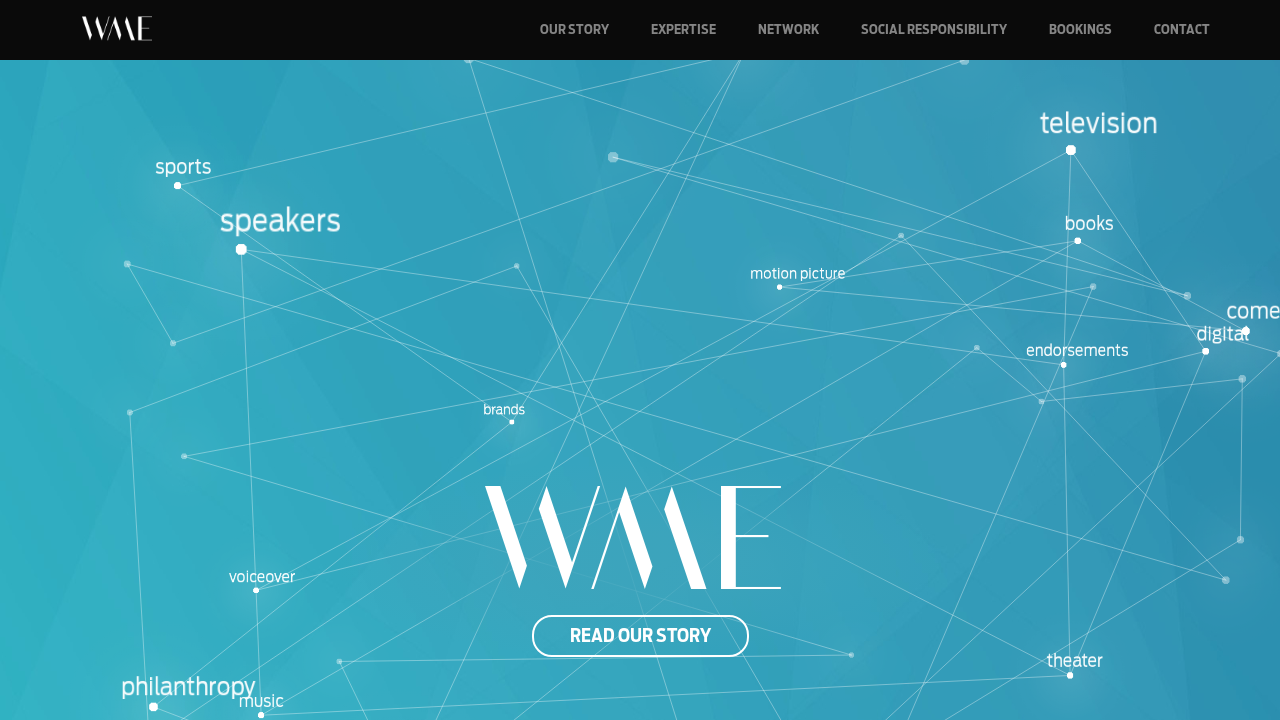 WME
OUR STORY
EXPERTISE
NETWORK
SOCIAL RESPONSIBILITY
BOOKINGS
CONTACT
television
sports
speakers
books
motion picture
come
digital
endorsements
brands
WME
voiceover
READ OUR STORY
theater
philanthropy
music